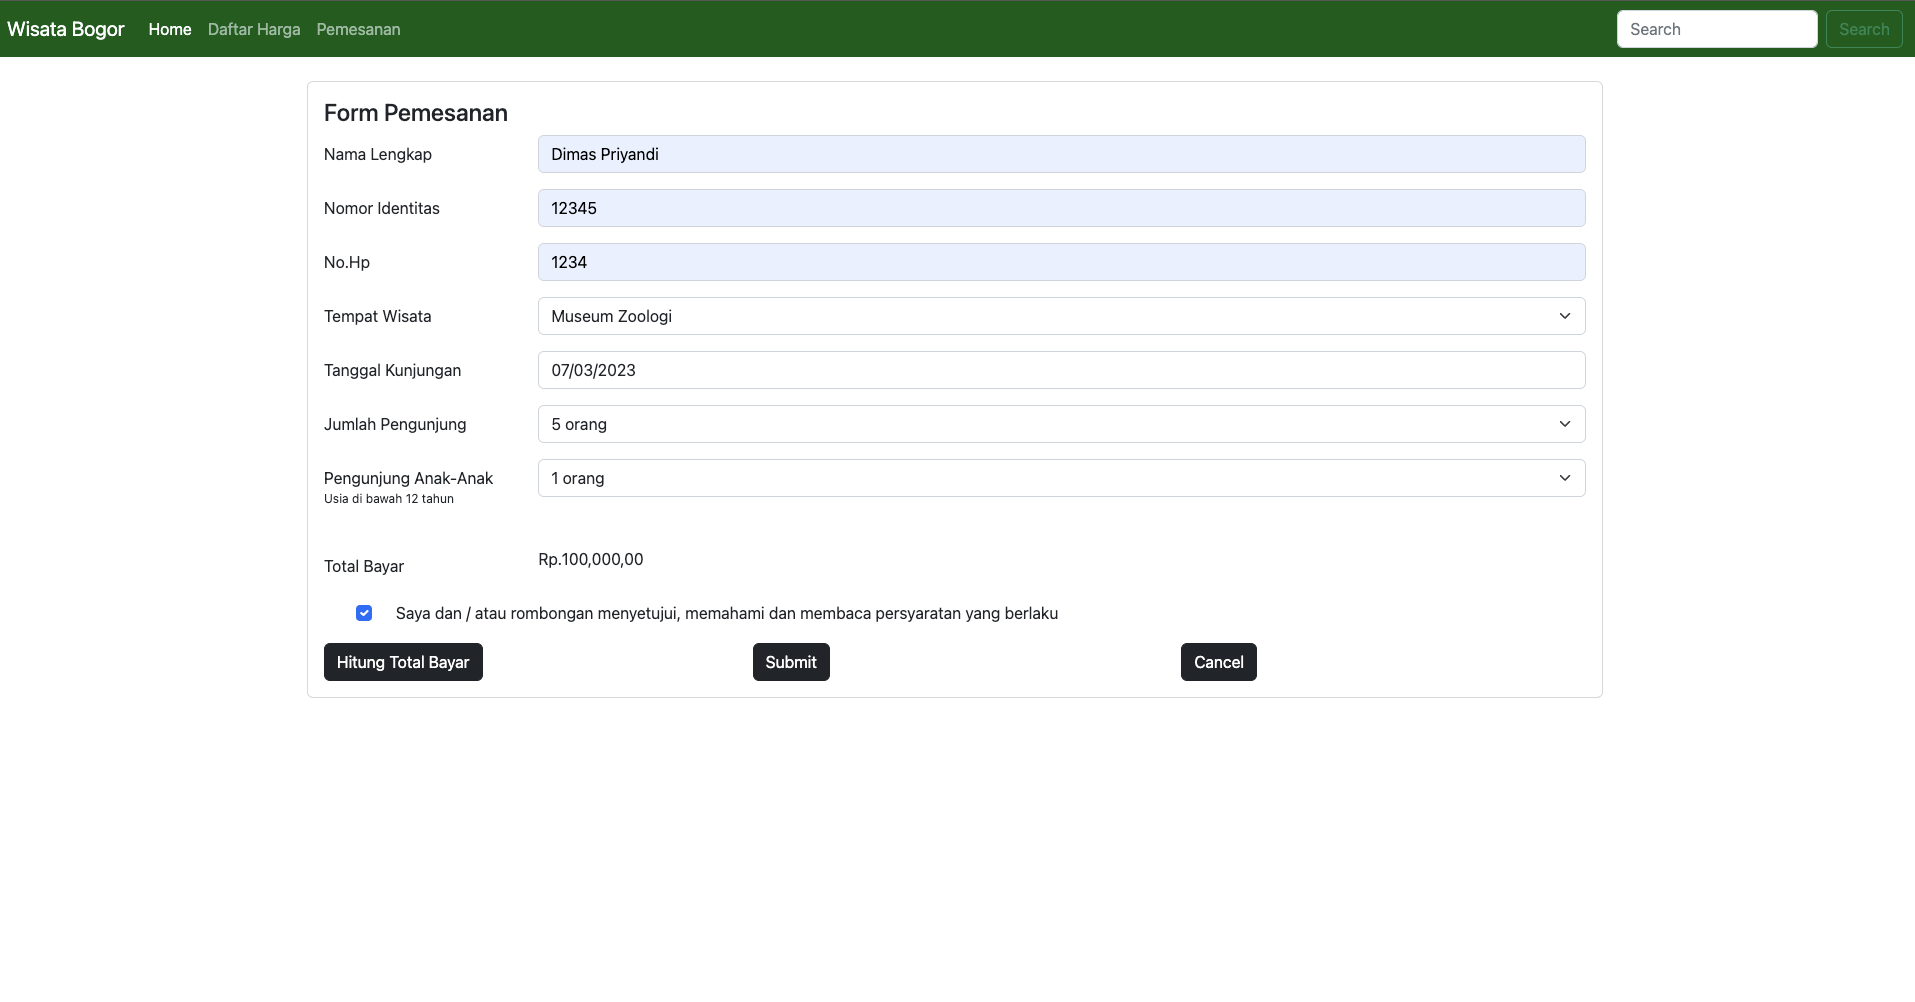 Wisata Bogor Home Daftar Harga Pemesanan Search Search
Form Pemesanan
Nama Lengkap Dimas Priyandi
Nomor Identitas 12345
No.Hp 1234
Tempat Wisata Museum Zoologi
Tanggal Kunjungan 07/03/2023
Jumlah Pengunjung 5 orang
Pengunjung Anak-Anak 1 orang
Usia di bawah 12 tahun
Total Bayar Rp.100,000,00
Saya dan / atau rombongan menyetujui, memahami dan membaca persyaratan yang berlaku
Hitung Total Bayar Submit Cancel